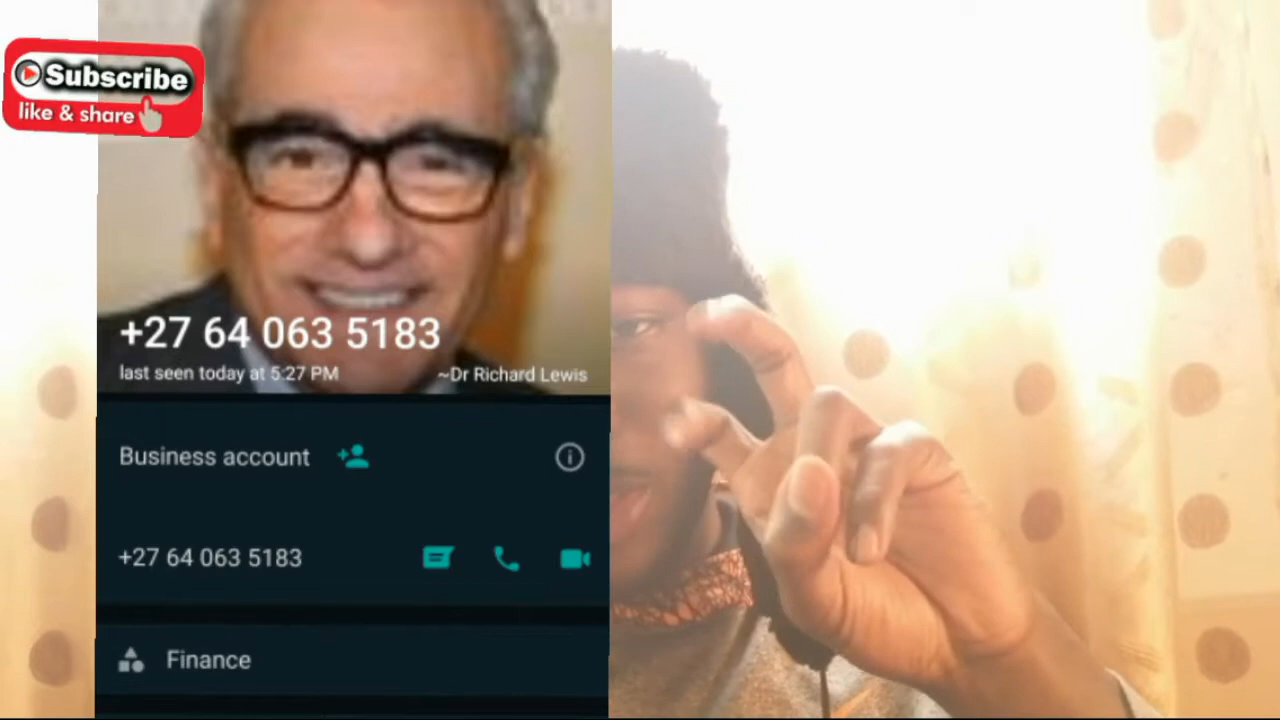 Subscribe
like & share
+27 64 063 5183
last seen today at 5:27 PM
~Dr Richard Lewis
Business account
+27 64 063 5183
Finance